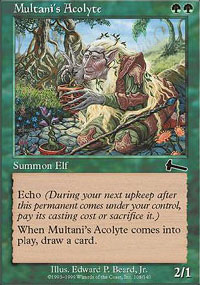 Multani's Acolyte
Summon Elf
Echo (During your next upkeep after
this permanent comes under your control,
pay its casting cost or sacrifice it.)
When Multani's Acolyte comes into
play, draw a card.
Illus. Edward P. Beard, Jr.
2/1